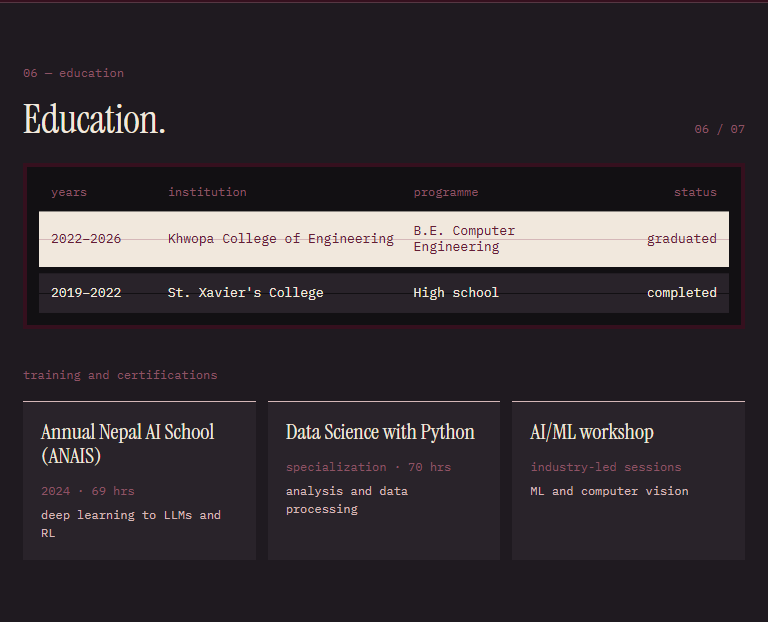 06 — education
Education.
06 / 07
years institution programme status
2022–2026 Khwopa College of Engineering B.E. Computer Engineering graduated
2019–2022 St. Xavier's College High school completed
training and certifications
Annual Nepal AI School
(ANAIS)
2024 · 69 hrs
deep learning to LLMs and
RL
Data Science with Python
specialization · 70 hrs
analysis and data
processing
AI/ML workshop
industry-led sessions
ML and computer vision